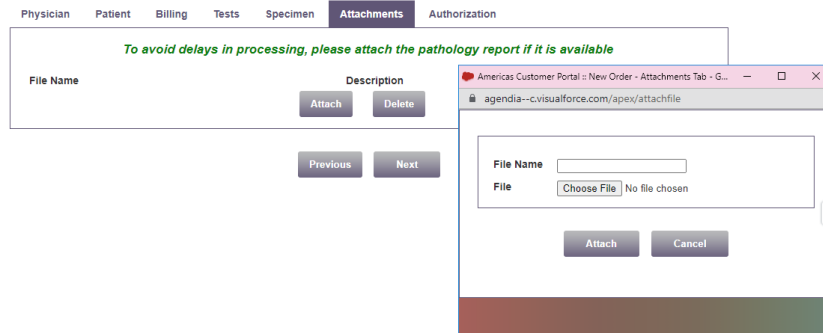 Physician Patient Billing Tests Specimen Attachments Authorization
To avoid delays in processing, please attach the pathology report if it is available
File Name Description
Attach Delete
Previous Next
Americas Customer Portal :: New Order - Attachments Tab - G...
agendia--c.visualforce.com/apex/attachfile
File Name
File Choose File No file chosen
Attach Cancel